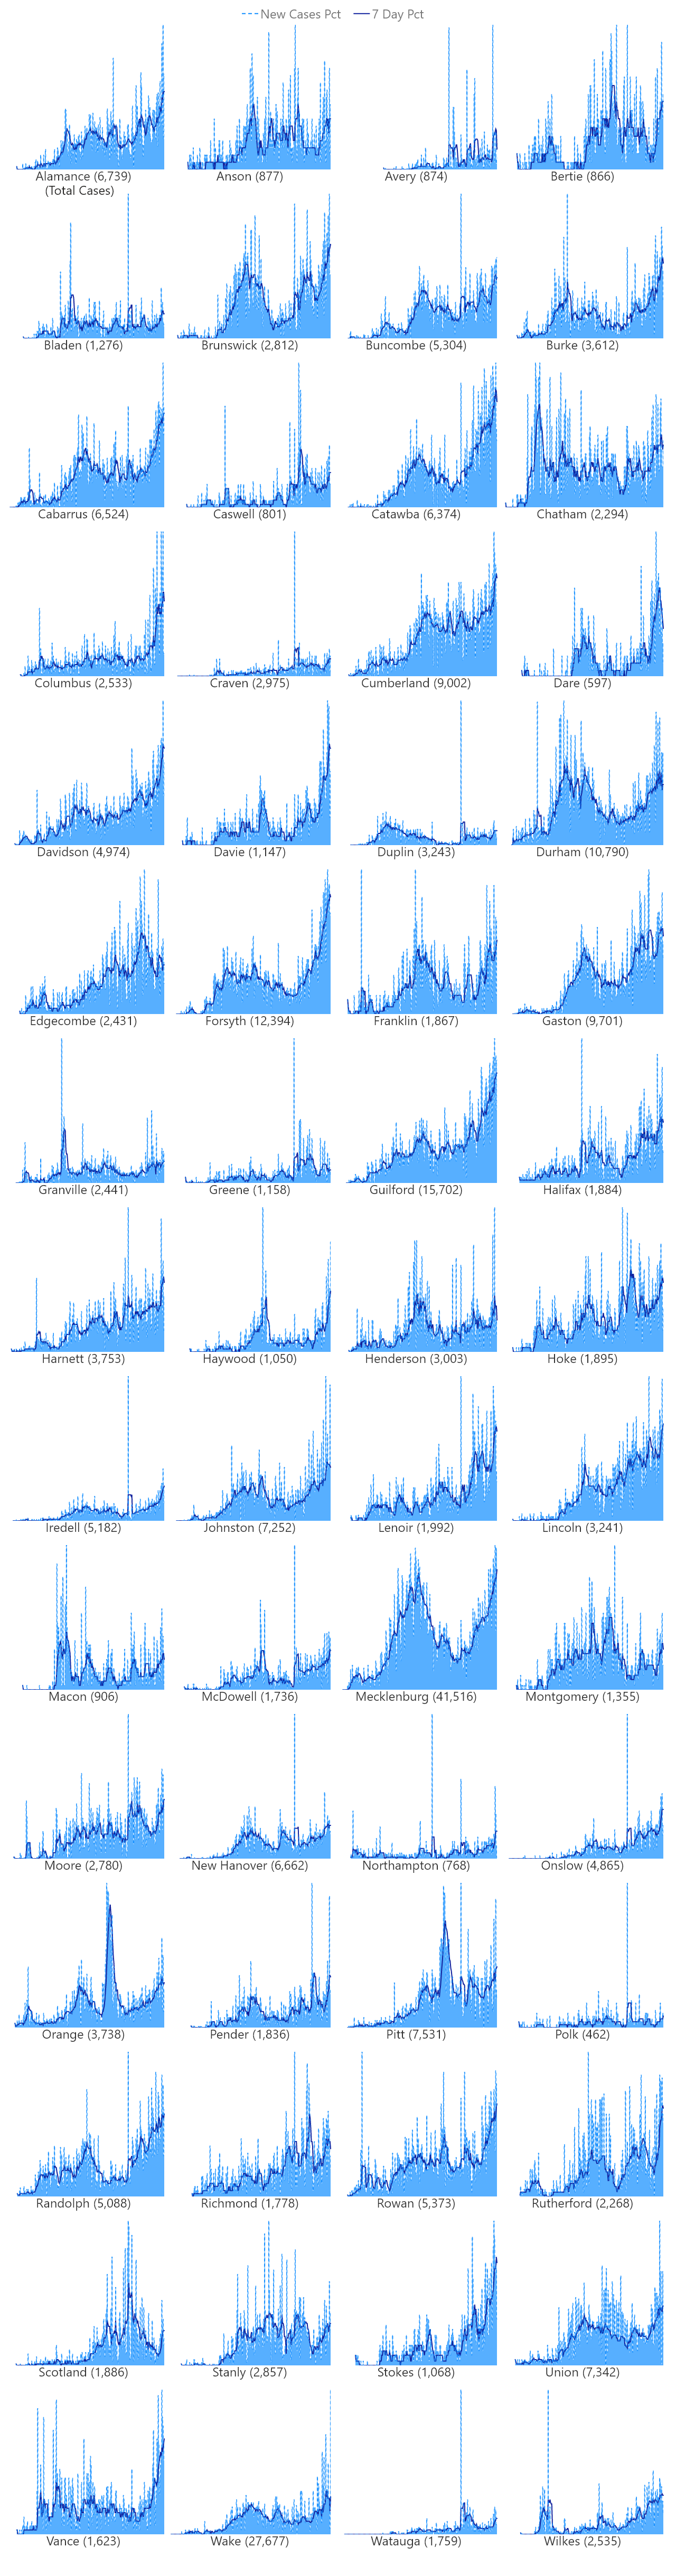 New Cases Pct 7 Day Pct
Alamance (6,739) Anson (877) Avery (874) Bertie (866)
(Total Cases)
Bladen (1,276) Brunswick (2,812) Buncombe (5,304) Burke (3,612)
Cabarrus (6,524) Caswell (801) Catawba (6,374) Chatham (2,294)
Columbus (2,533) Craven (2,975) Cumberland (9,002) Dare (597)
Davidson (4,974) Davie (1,147) Duplin (3,243) Durham (10,790)
Edgecombe (2,431) Forsyth (12,394) Franklin (1,867) Gaston (9,701)
Granville (2,441) Greene (1,158) Guilford (15,702) Halifax (1,884)
Harnett (3,753) Haywood (1,050) Henderson (3,003) Hoke (1,895)
Iredell (5,182) Johnston (7,252) Lenoir (1,992) Lincoln (3,241)
Macon (906) McDowell (1,736) Mecklenburg (41,516) Montgomery (1,355)
Moore (2,780) New Hanover (6,662) Northampton (768) Onslow (4,865)
Orange (3,738) Pender (1,836) Pitt (7,531) Polk (462)
Randolph (5,088) Richmond (1,778) Rowan (5,373) Rutherford (2,268)
Scotland (1,886) Stanly (2,857) Stokes (1,068) Union (7,342)
Vance (1,623) Wake (27,677) Watauga (1,759) Wilkes (2,535)